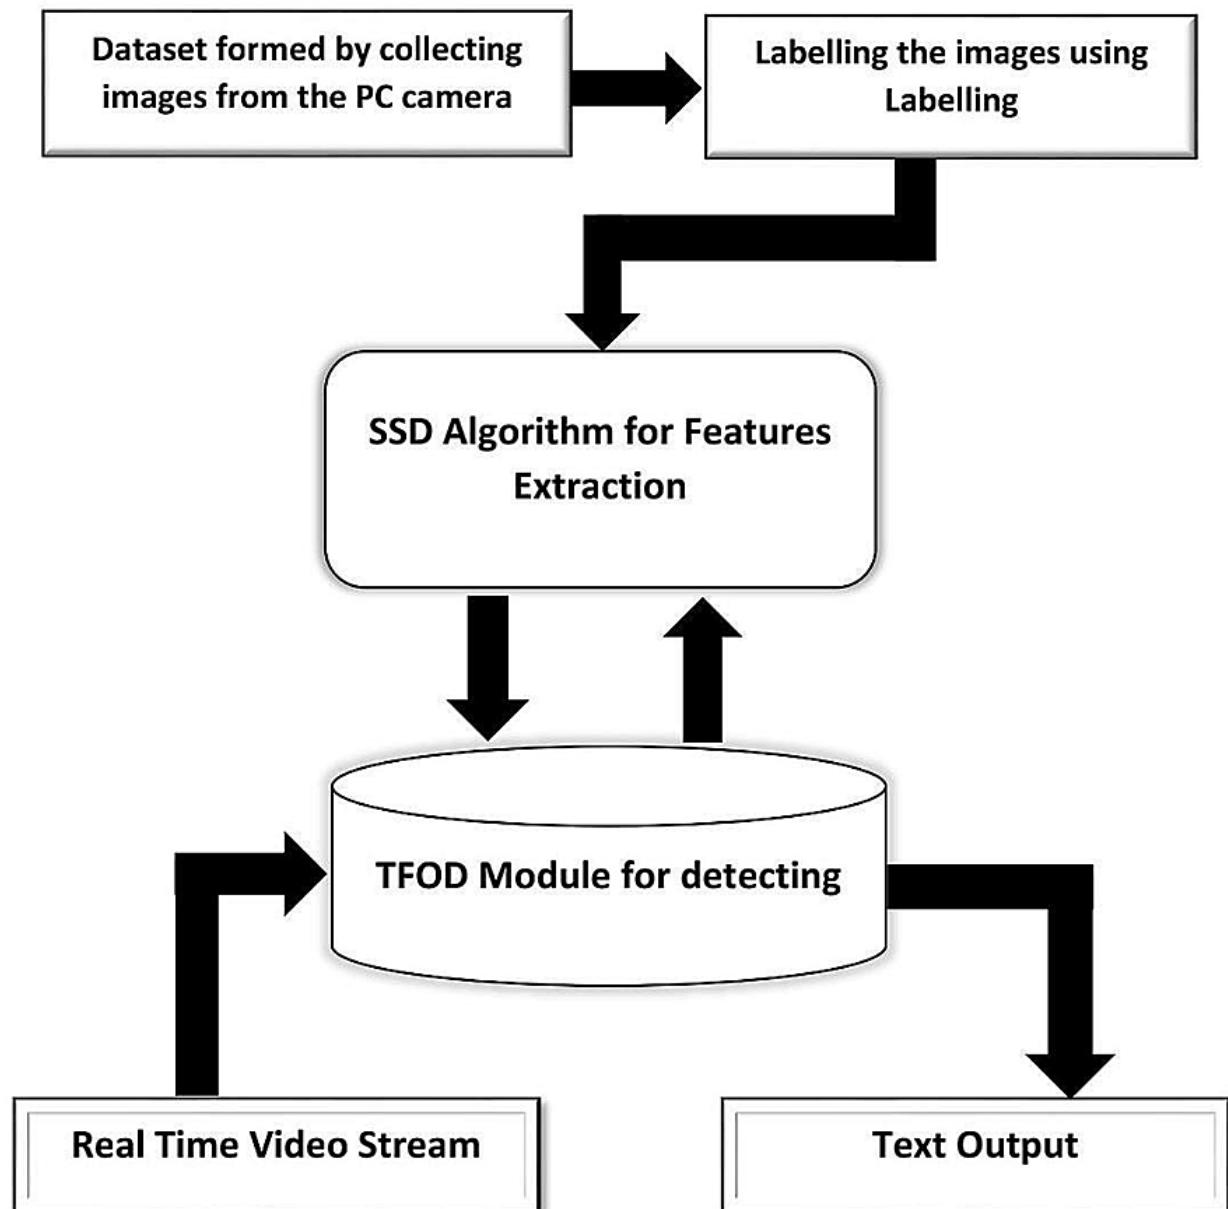 Dataset formed by collecting
images from the PC camera
Labelling the images using
Labelling
SSD Algorithm for Features
Extraction
TFOD Module for detecting
Real Time Video Stream
Text Output